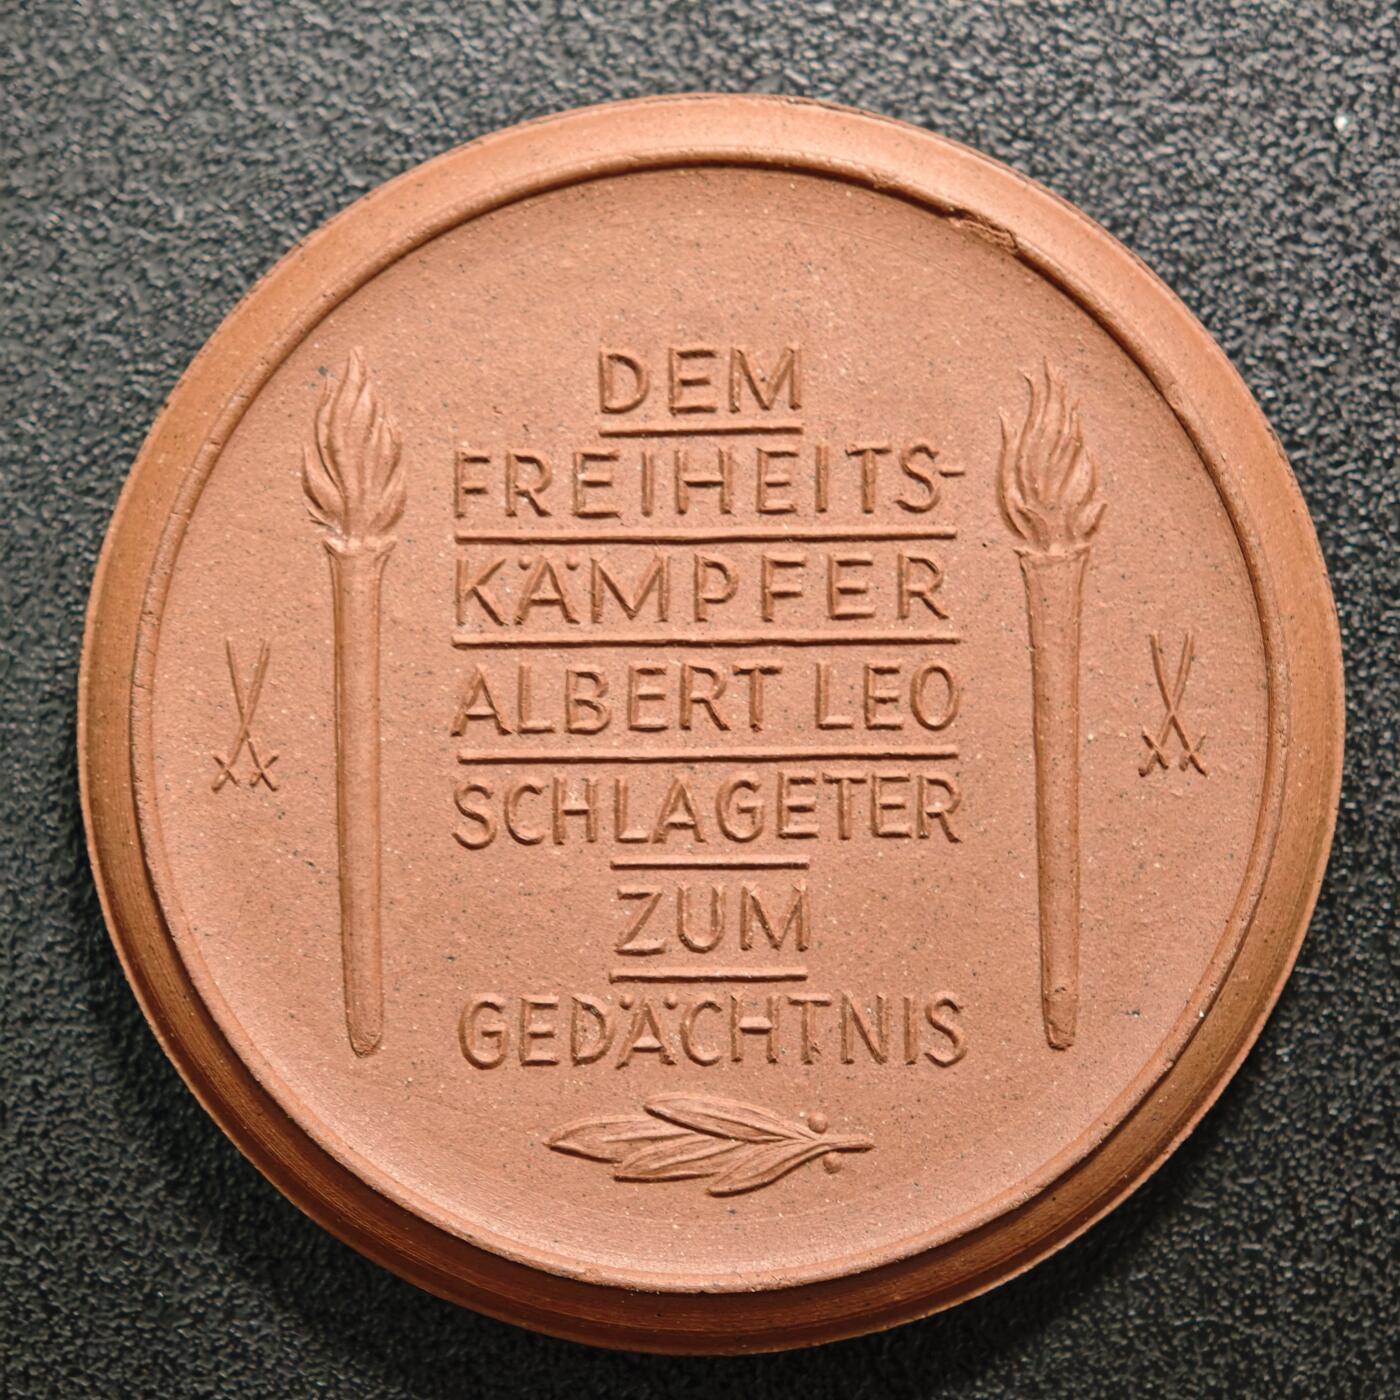 DEM
FREIHEITS-
KÄMPFER
ALBERT LEO
SCHLAGETER
ZUM
GEDÄCHTNIS